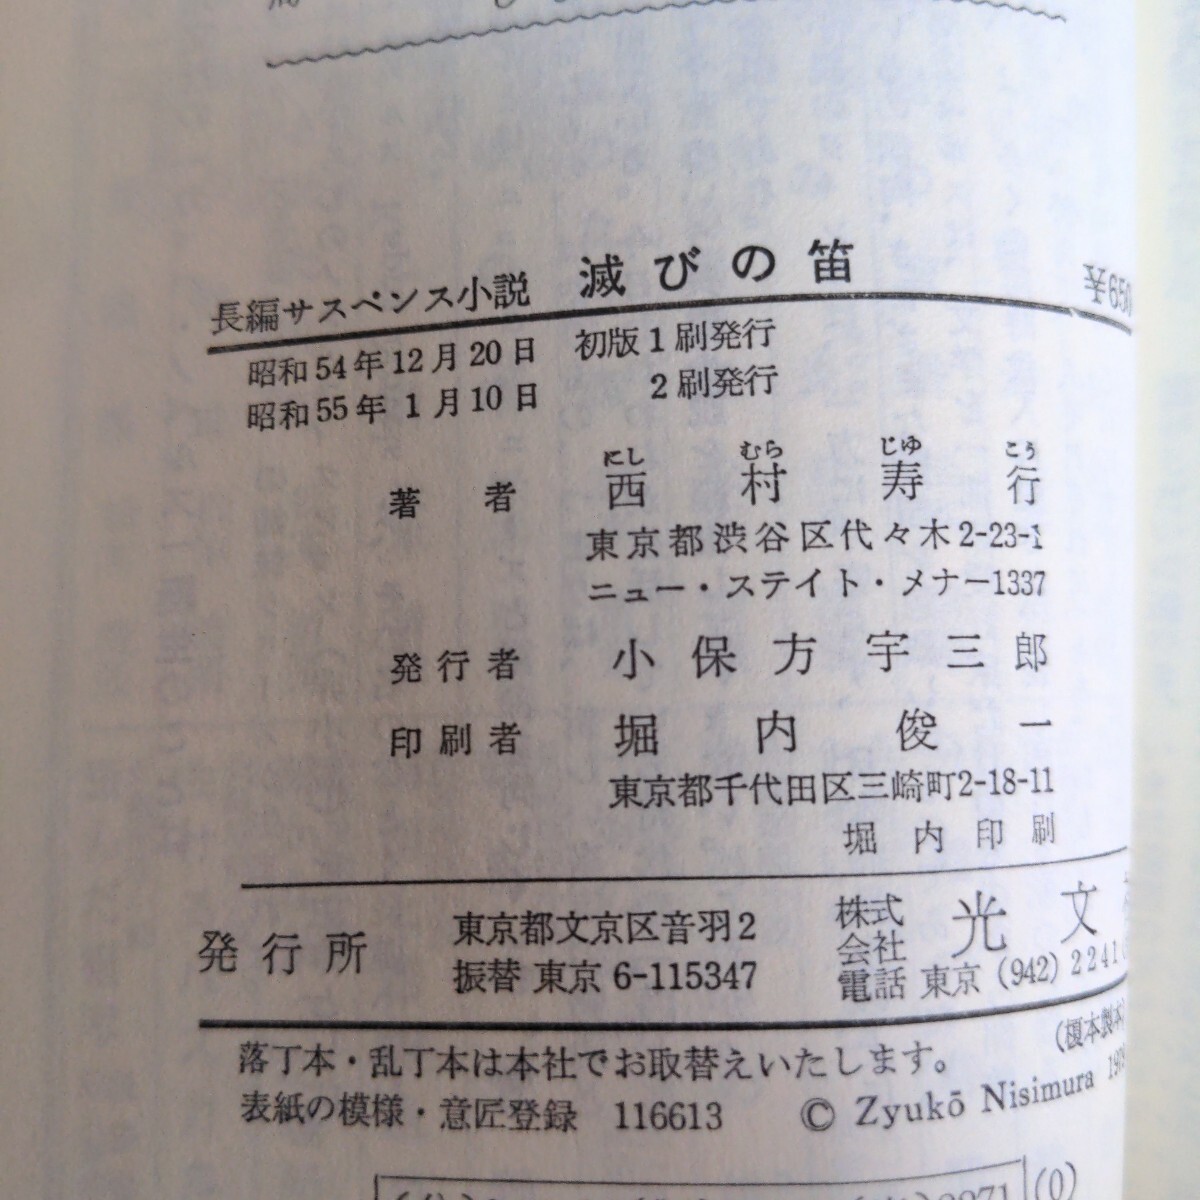 長編サスペンス小説 滅びの笛 ¥650
昭和54年12月20日 初版1刷発行
昭和55年1月10日 2刷発行
にし むら じゆ こう
著者 西村寿行
東京都渋谷区代々木2-23-1
ニュー・ステイト・メナー1337
発行者 小保方宇三郎
印刷者 堀内俊一
東京都千代田区三崎町2-18-11
堀内印刷
発行所 東京都文京区音羽2 株式会社 光文
振替 東京 6-115347 電話 東京 (942) 2241
(榎本製本)
落丁本・乱丁本は本社でお取替えいたします。
表紙の模様・意匠登録 116613 © Zyukō Nisimura 1979
(0)